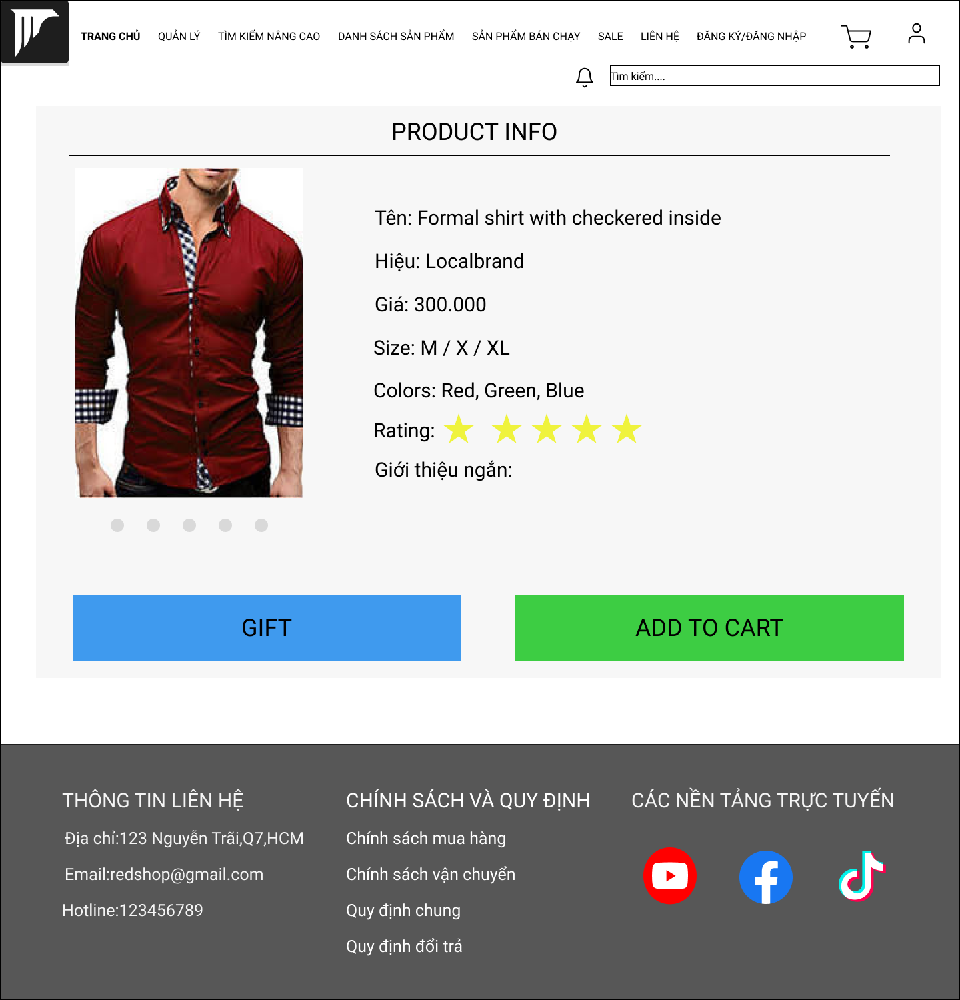 TRANG CHỦ QUẢN LÝ TÌM KIẾM NÂNG CAO DANH SÁCH SẢN PHẨM SẢN PHẨM BÁN CHẠY SALE LIÊN HỆ ĐĂNG KÝ/ĐĂNG NHẬP
Tìm kiếm....
PRODUCT INFO
Tên: Formal shirt with checkered inside
Hiệu: Localbrand
Giá: 300.000
Size: M / X / XL
Colors: Red, Green, Blue
Rating:
Giới thiệu ngắn:
GIFT
ADD TO CART
THÔNG TIN LIÊN HỆ
Địa chỉ:123 Nguyễn Trãi,Q7,HCM
Email:redshop@gmail.com
Hotline:123456789
CHÍNH SÁCH VÀ QUY ĐỊNH
Chính sách mua hàng
Chính sách vận chuyển
Quy định chung
Quy định đổi trả
CÁC NỀN TẢNG TRỰC TUYẾN